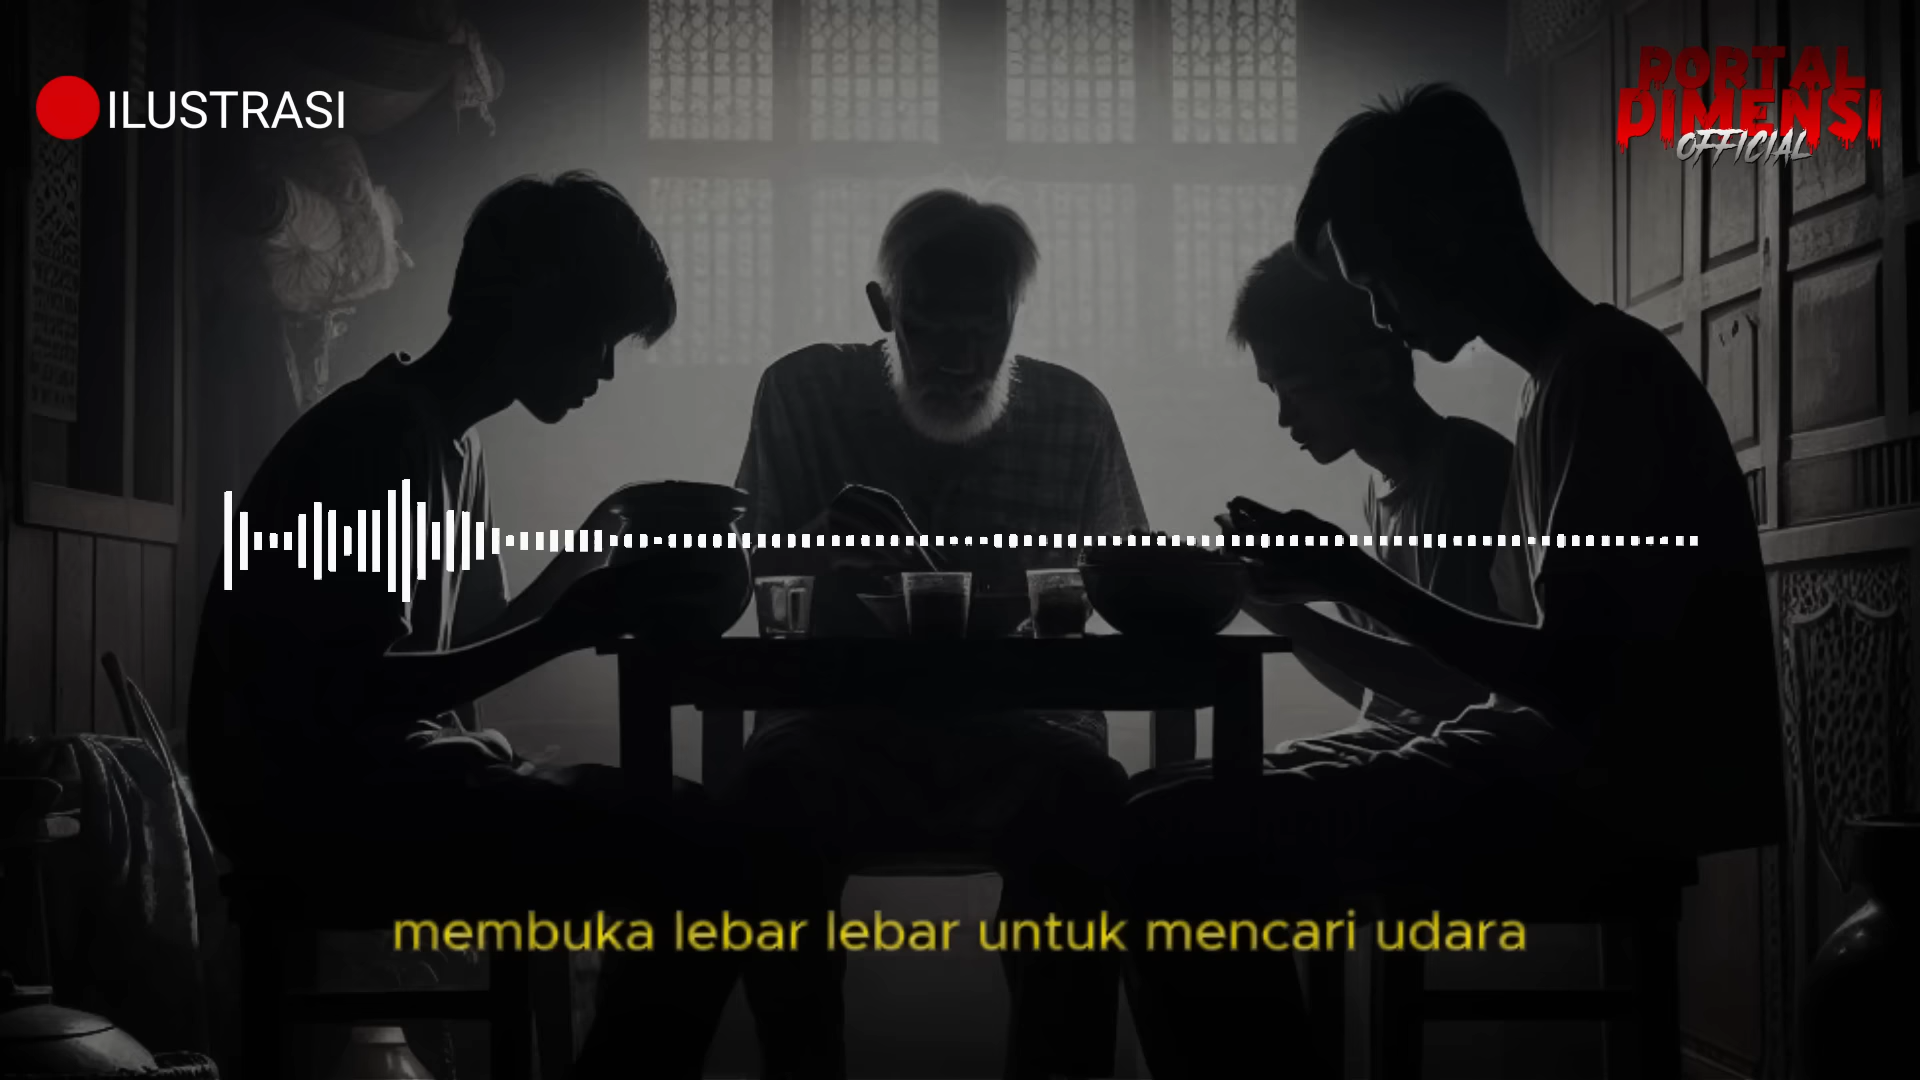 ILUSTRASI
PORTAL
DIMENSI
OFFICIAL
membuka lebar lebar untuk mencari udara